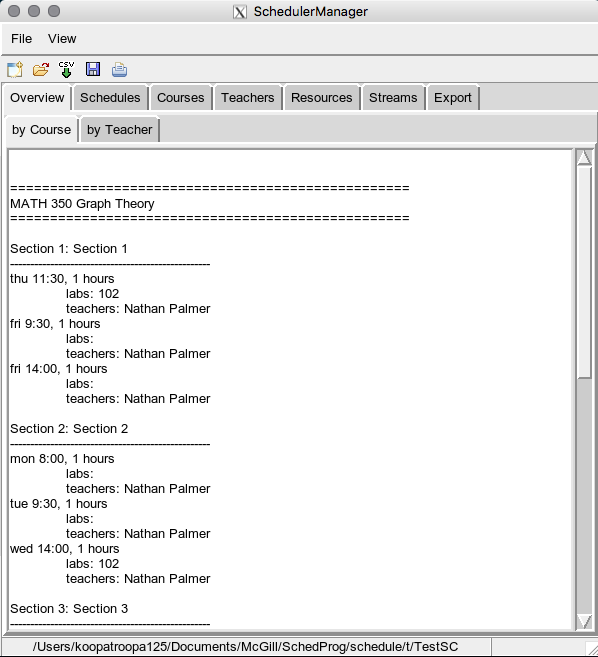 SchedulerManager
File View
CSV
Overview Schedules Courses Teachers Resources Streams Export
by Course by Teacher
==================================================
MATH 350 Graph Theory
==================================================
Section 1: Section 1
--------------------------------------------------
thu 11:30, 1 hours
labs: 102
teachers: Nathan Palmer
fri 9:30, 1 hours
labs:
teachers: Nathan Palmer
fri 14:00, 1 hours
labs:
teachers: Nathan Palmer
Section 2: Section 2
--------------------------------------------------
mon 8:00, 1 hours
labs:
teachers: Nathan Palmer
tue 9:30, 1 hours
labs:
teachers: Nathan Palmer
wed 14:00, 1 hours
labs: 102
teachers: Nathan Palmer
Section 3: Section 3
--------------------------------------------------
/Users/koopatroopa125/Documents/McGill/SchedProg/schedule/t/TestSC